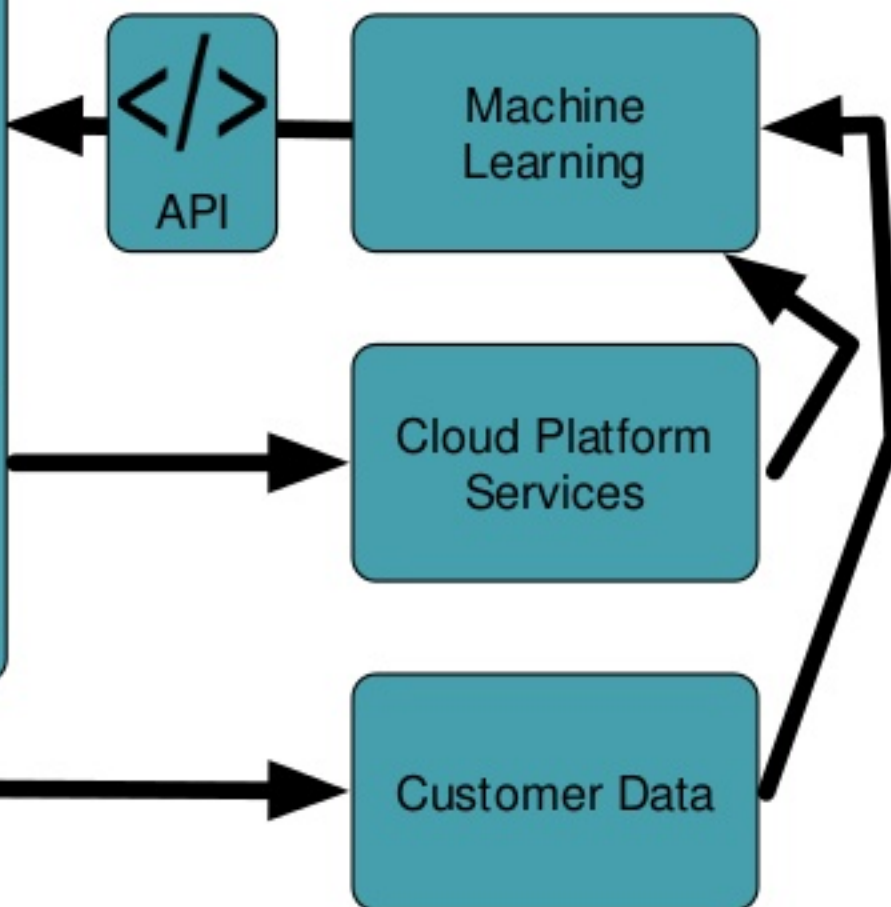 </>
API
Machine
Learning
Cloud Platform
Services
Customer Data